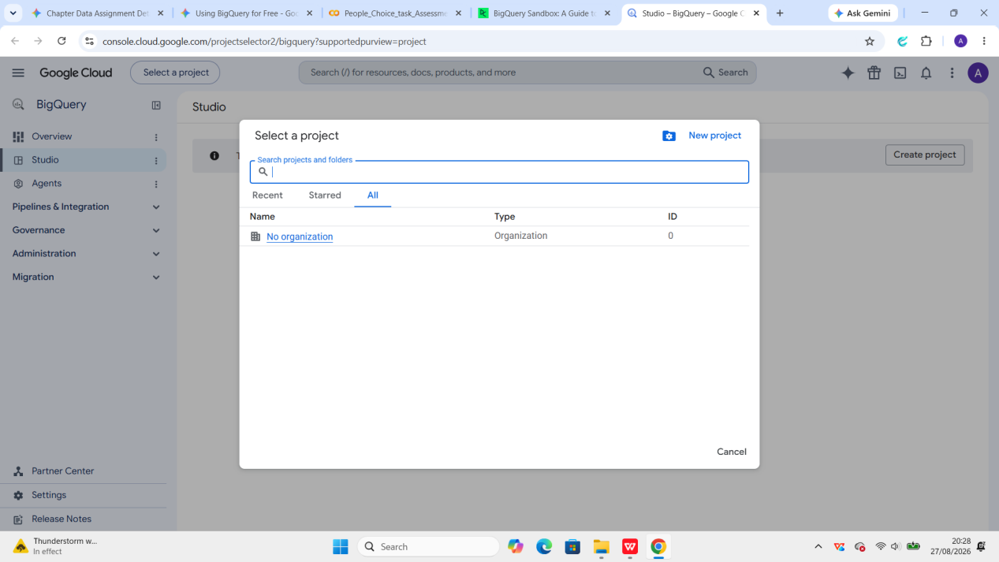 Chapter Data Assignment De
Using BigQuery for Free - Goo
People_Choice_task_Assessme
BigQuery Sandbox: A Guide to
Studio – BigQuery – Google C
Ask Gemini
console.cloud.google.com/projectselector2/bigquery?supportedpurview=project
A
Google Cloud
Select a project
Search (/) for resources, docs, products, and more
Search
A
BigQuery
Studio
Overview
Studio
Agents
Pipelines & Integration
Governance
Administration
Migration
Create project
Select a project
New project
Search projects and folders
Recent
Starred
All
Name
Type
ID
No organization
Organization
0
Cancel
Partner Center
Settings
Release Notes
Thunderstorm w...
In effect
Search
20:28
27/08/2026